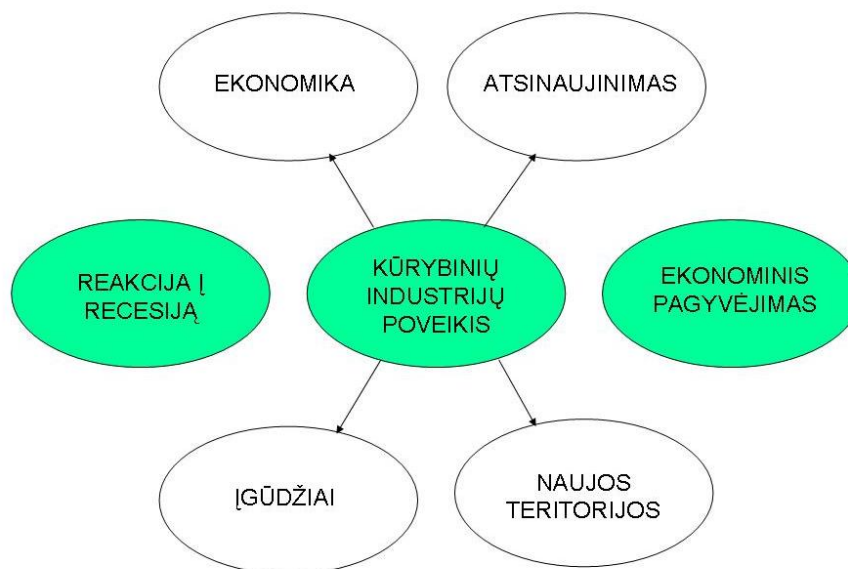 EKONOMIKA
ATSINAUJINIMAS
REAKCIJA Į
RECESIJĄ
KŪRYBINIŲ
INDUSTRIJŲ
POVEIKIS
EKONOMINIS
PAGYVĖJIMAS
ĮGŪDŽIAI
NAUJOS
TERITORIJOS